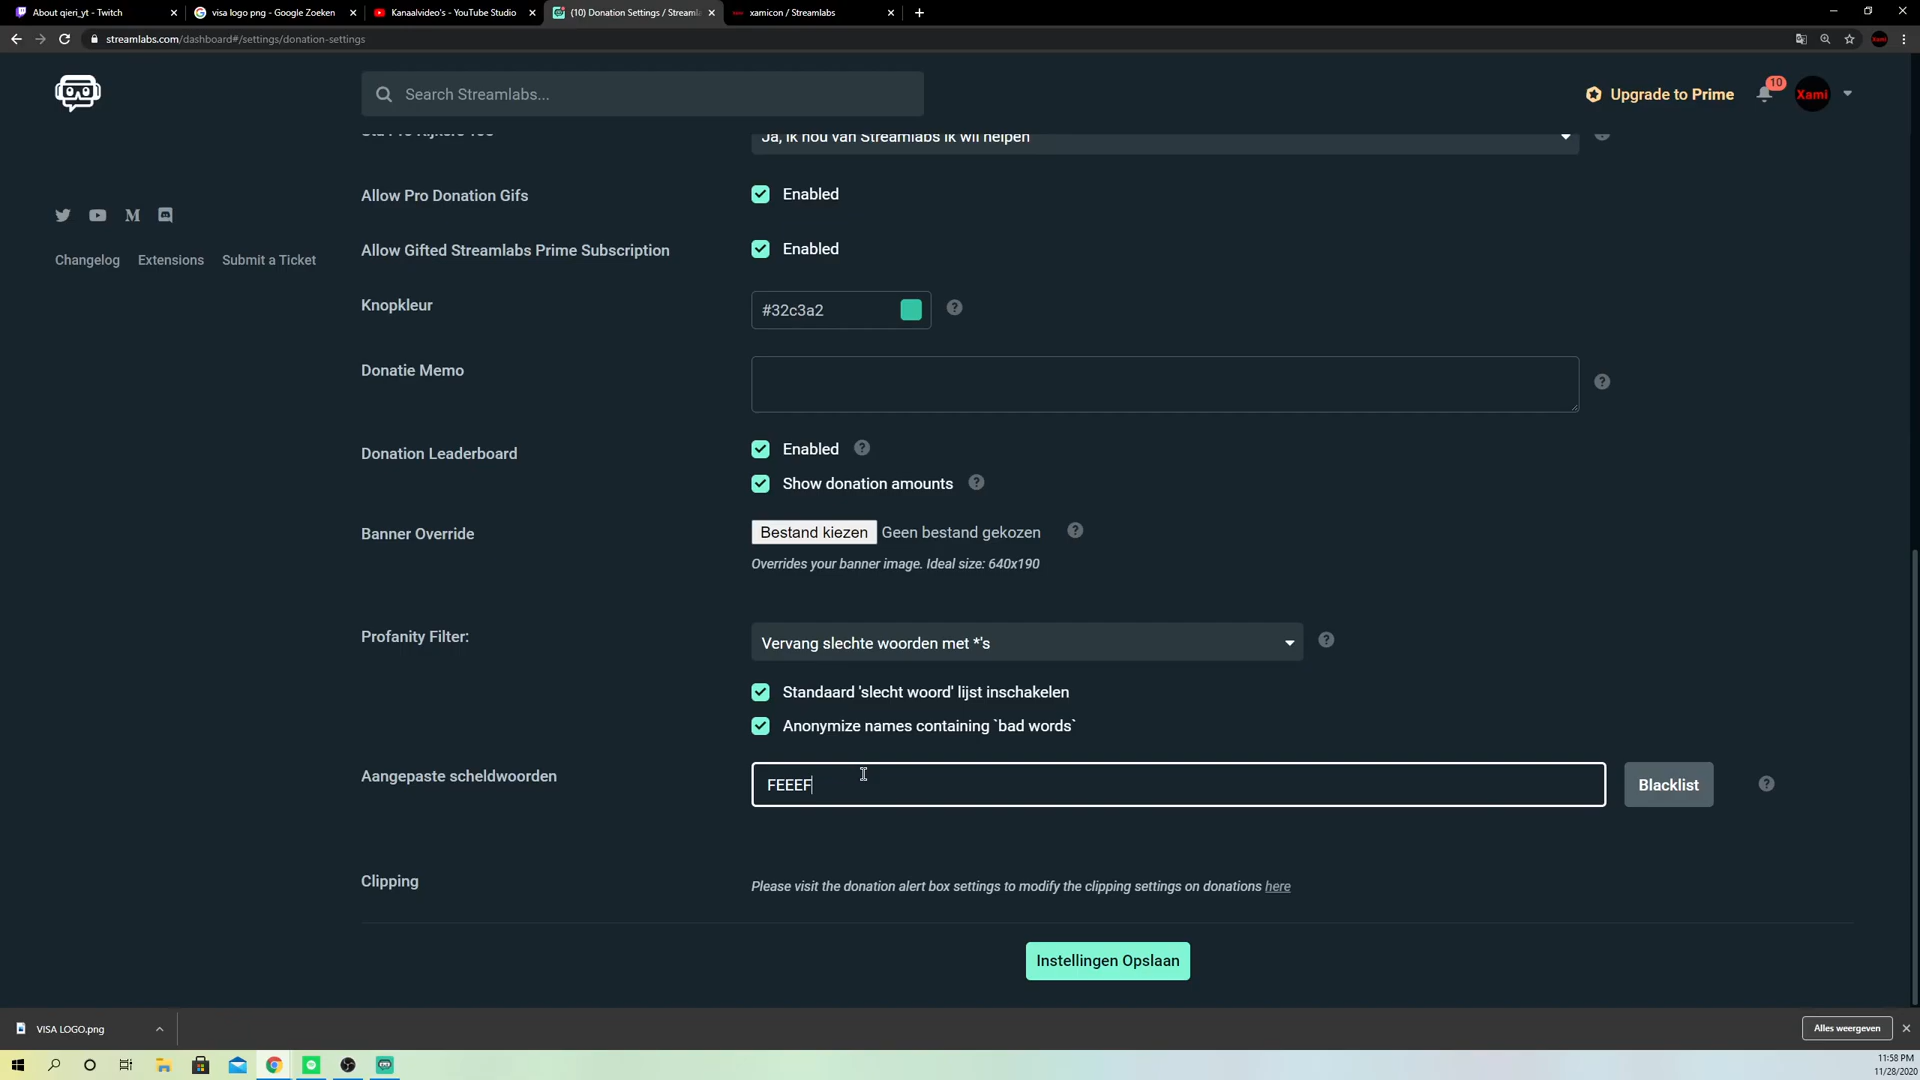 About qieri_yt - Twitch
visa logo png - Google Zoeken
Kanaalvideo's - YouTube Studio
(10) Donation Settings / Streamla
xamicon / Streamlabs
streamlabs.com/dashboard#/settings/donation-settings
Search Streamlabs...
Upgrade to Prime
10
Xami
Ja, ik hou van Streamlabs ik wil helpen
Allow Pro Donation Gifs
Enabled
Changelog
Extensions
Submit a Ticket
Allow Gifted Streamlabs Prime Subscription
Enabled
Knopkleur
#32c3a2
Donatie Memo
Donation Leaderboard
Enabled
Show donation amounts
Banner Override
Bestand kiezen
Geen bestand gekozen
Overrides your banner image. Ideal size: 640x190
Profanity Filter:
Vervang slechte woorden met *'s
Standaard 'slecht woord' lijst inschakelen
Anonymize names containing `bad words`
Aangepaste scheldwoorden
FEEEF
Blacklist
Clipping
Please visit the donation alert box settings to modify the clipping settings on donations here
Instellingen Opslaan
VISA LOGO.png
Alles weergeven
11:58 PM
11/28/2020